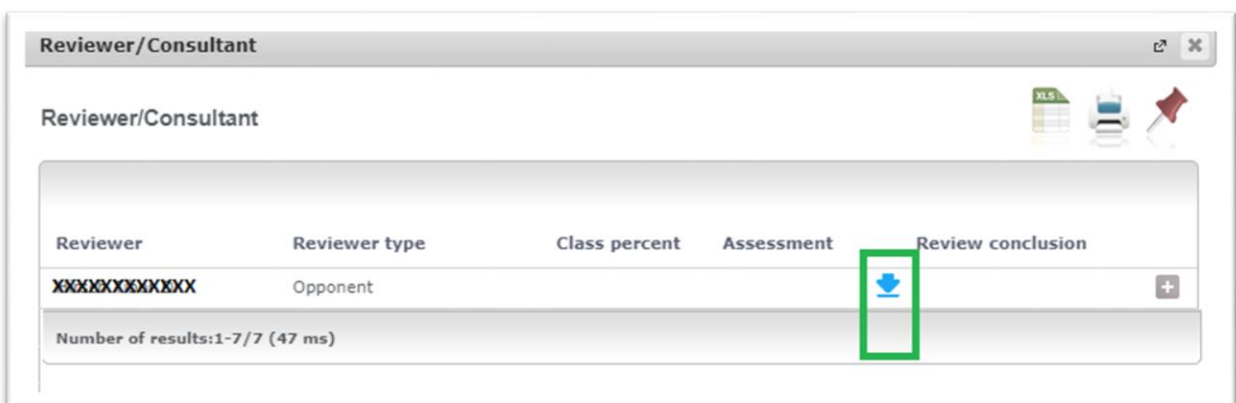 Reviewer/Consultant
Reviewer/Consultant
XLS
Reviewer Reviewer type Class percent Assessment Review conclusion
XXXXXXXXXXXX Opponent
Number of results:1-7/7 (47 ms)